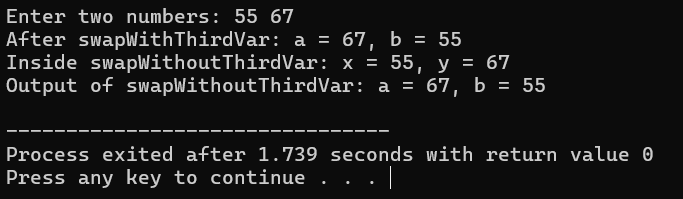 Enter two numbers: 55 67
After swapWithThirdVar: a = 67, b = 55
Inside swapWithoutThirdVar: x = 55, y = 67
Output of swapWithoutThirdVar: a = 67, b = 55
--------------------------------
Process exited after 1.739 seconds with return value 0
Press any key to continue . . .